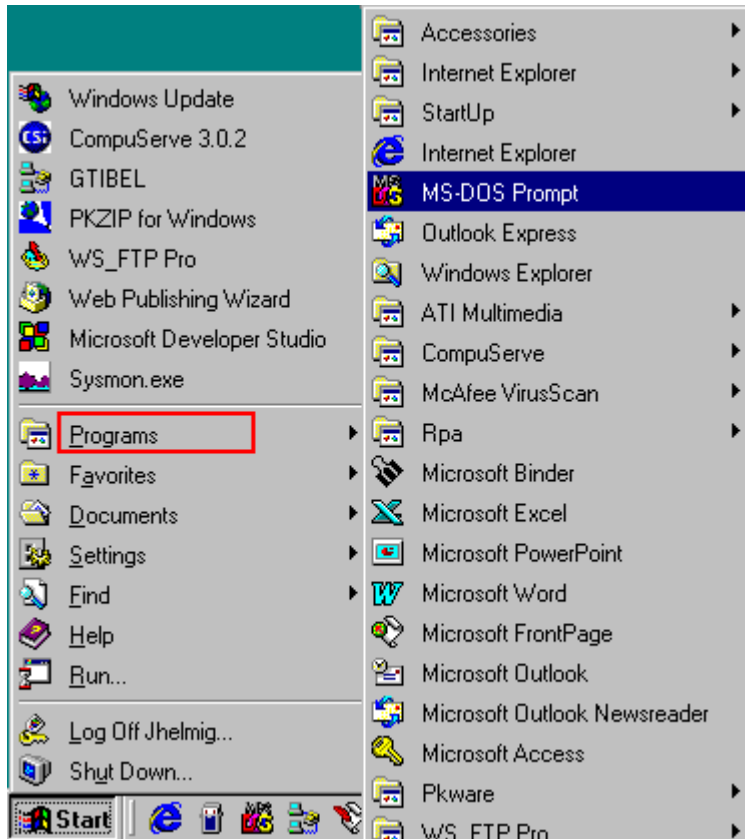 Windows Update
CompuServe 3.0.2
GTIBEL
PKZIP for Windows
WS_FTP Pro
Web Publishing Wizard
Microsoft Developer Studio
Sysmon.exe
Programs
Favorites
Documents
Settings
Find
Help
Run...
Log Off Jhelmig...
Shut Down...
Start
Accessories
Internet Explorer
StartUp
Internet Explorer
MS-DOS Prompt
Outlook Express
Windows Explorer
ATI Multimedia
CompuServe
McAfee VirusScan
Rpa
Microsoft Binder
Microsoft Excel
Microsoft PowerPoint
Microsoft Word
Microsoft FrontPage
Microsoft Outlook
Microsoft Outlook Newsreader
Microsoft Access
Pkware
WS_FTP Pro